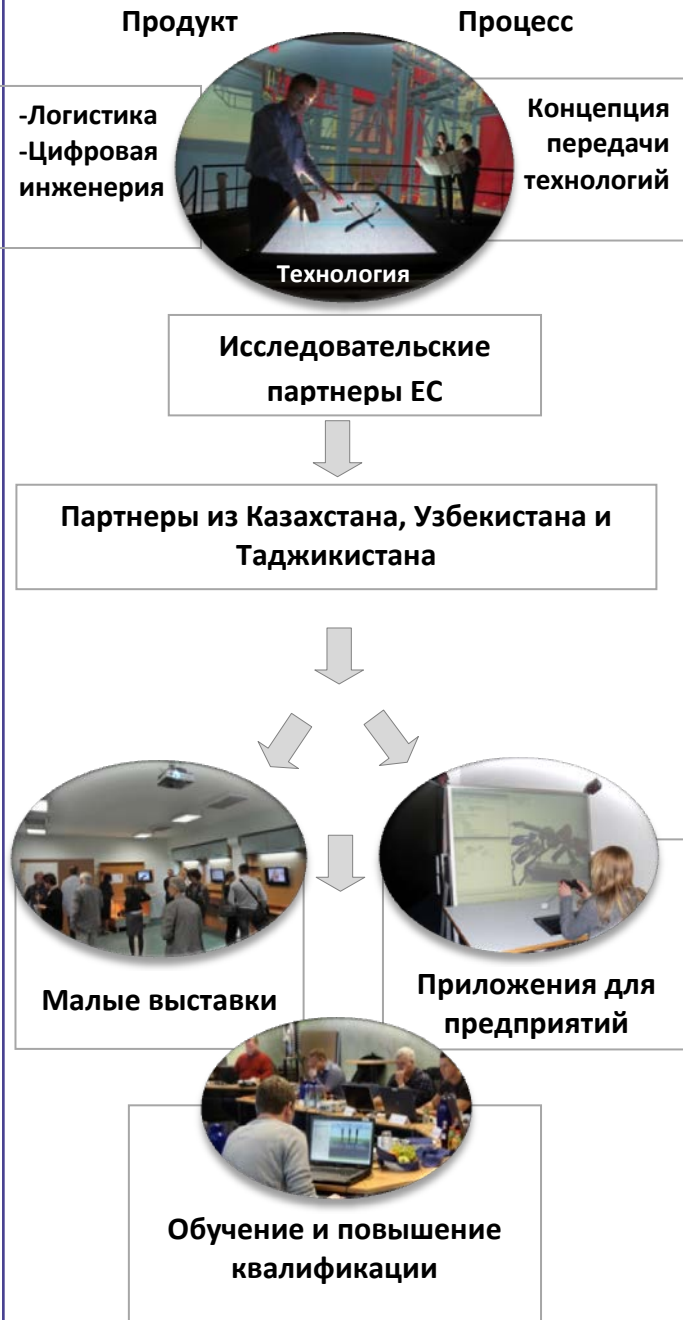 Продукт
Процесс
-Логистика
-Цифровая
инженерия
Концепция
передачи
технологий
Технология
Исследовательские
партнеры ЕС
Партнеры из Казахстана, Узбекистана и
Таджикистана
Малые выставки
Приложения для
предприятий
Обучение и повышение
квалификации